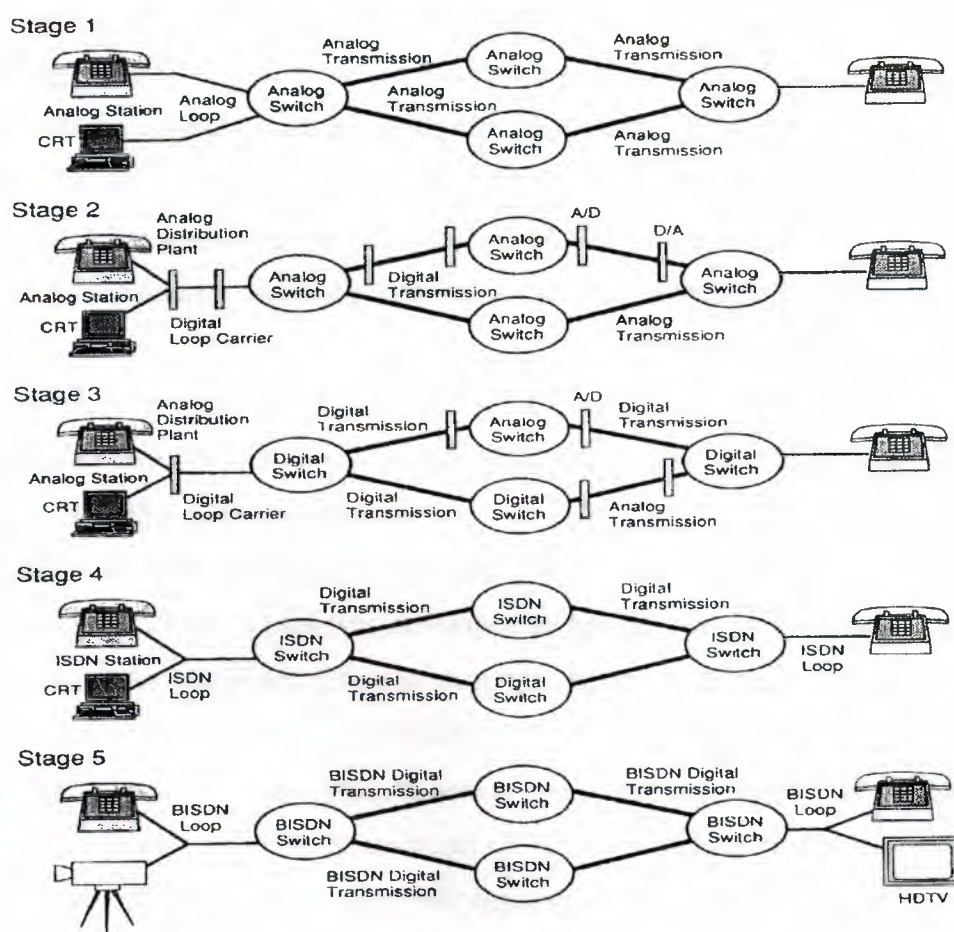 Stage 1
Analog
Transmission
Analog
Switch
Analog
Transmission
Analog Station
Analog
Loop
Analog
Switch
Analog
Transmission
Analog
Switch
CRT
Analog
Switch
Analog
Transmission
Stage 2
Analog
Distribution
Plant
Analog
Switch
A/D
D/A
Analog Station
Analog
Switch
Digital
Transmission
Analog
Switch
CRT
Digital
Loop Carrier
Analog
Switch
Analog
Transmission
Stage 3
Analog
Distribution
Plant
Digital
Transmission
Analog
Switch
A/D
Digital
Transmission
Analog Station
Digital
Switch
Digital
Switch
CRT
Digital
Loop Carrier
Digital
Transmission
Digital
Switch
Analog
Transmission
Stage 4
Digital
Transmission
ISDN
Switch
Digital
Transmission
ISDN Station
ISDN
Switch
ISDN
Switch
ISDN
Loop
CRT
ISDN
Loop
Digital
Transmission
Digital
Switch
Stage 5
BISDN
Loop
BISDN Digital
Transmission
BISDN
Switch
BISDN Digital
Transmission
BISDN
Loop
BISDN
Switch
BISDN
Switch
BISDN Digital
Transmission
BISDN
Switch
HDTV